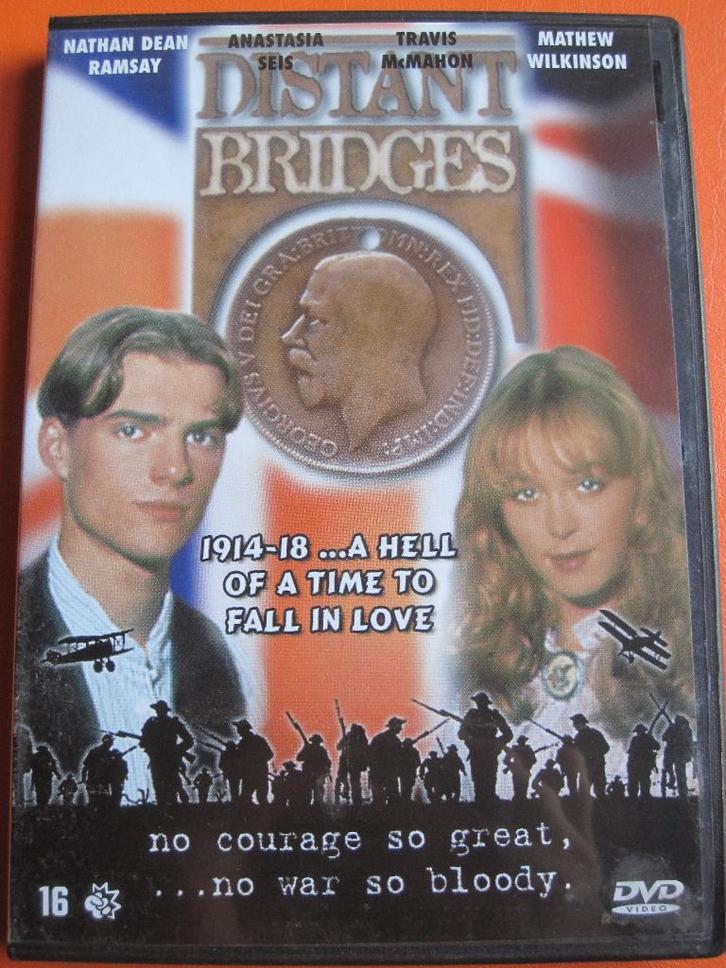 NATHAN DEAN
RAMSAY
ANASTASIA
SEIS
TRAVIS
McMAHON
MATHEW
WILKINSON
DISTANT
BRIDGES
GEORGIVS V DEI GRA:BRITT:OMN:REX FID:DEF:IND:IMP:
1914-18 ...A HELL
OF A TIME TO
FALL IN LOVE
no courage so great,
...no war so bloody.
16
DVD
VIDEO